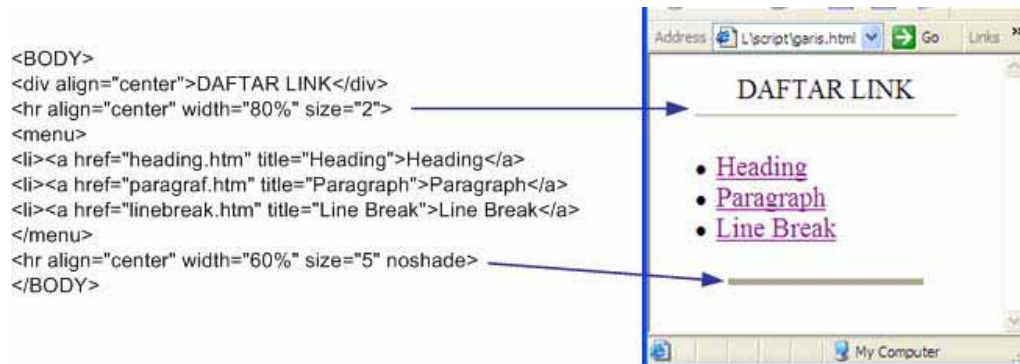 <BODY>
<div align="center">DAFTAR LINK</div>
<hr align="center" width="80%" size="2">
<menu>
<li><a href="heading.htm" title="Heading">Heading</a>
<li><a href="paragraf.htm" title="Paragraph">Paragraph</a>
<li><a href="linebreak.htm" title="Line Break">Line Break</a>
</menu>
<hr align="center" width="60%" size="5" noshade>
</BODY>
Address L\script\garis.html Go Links »
DAFTAR LINK
• Heading
• Paragraph
• Line Break
My Computer